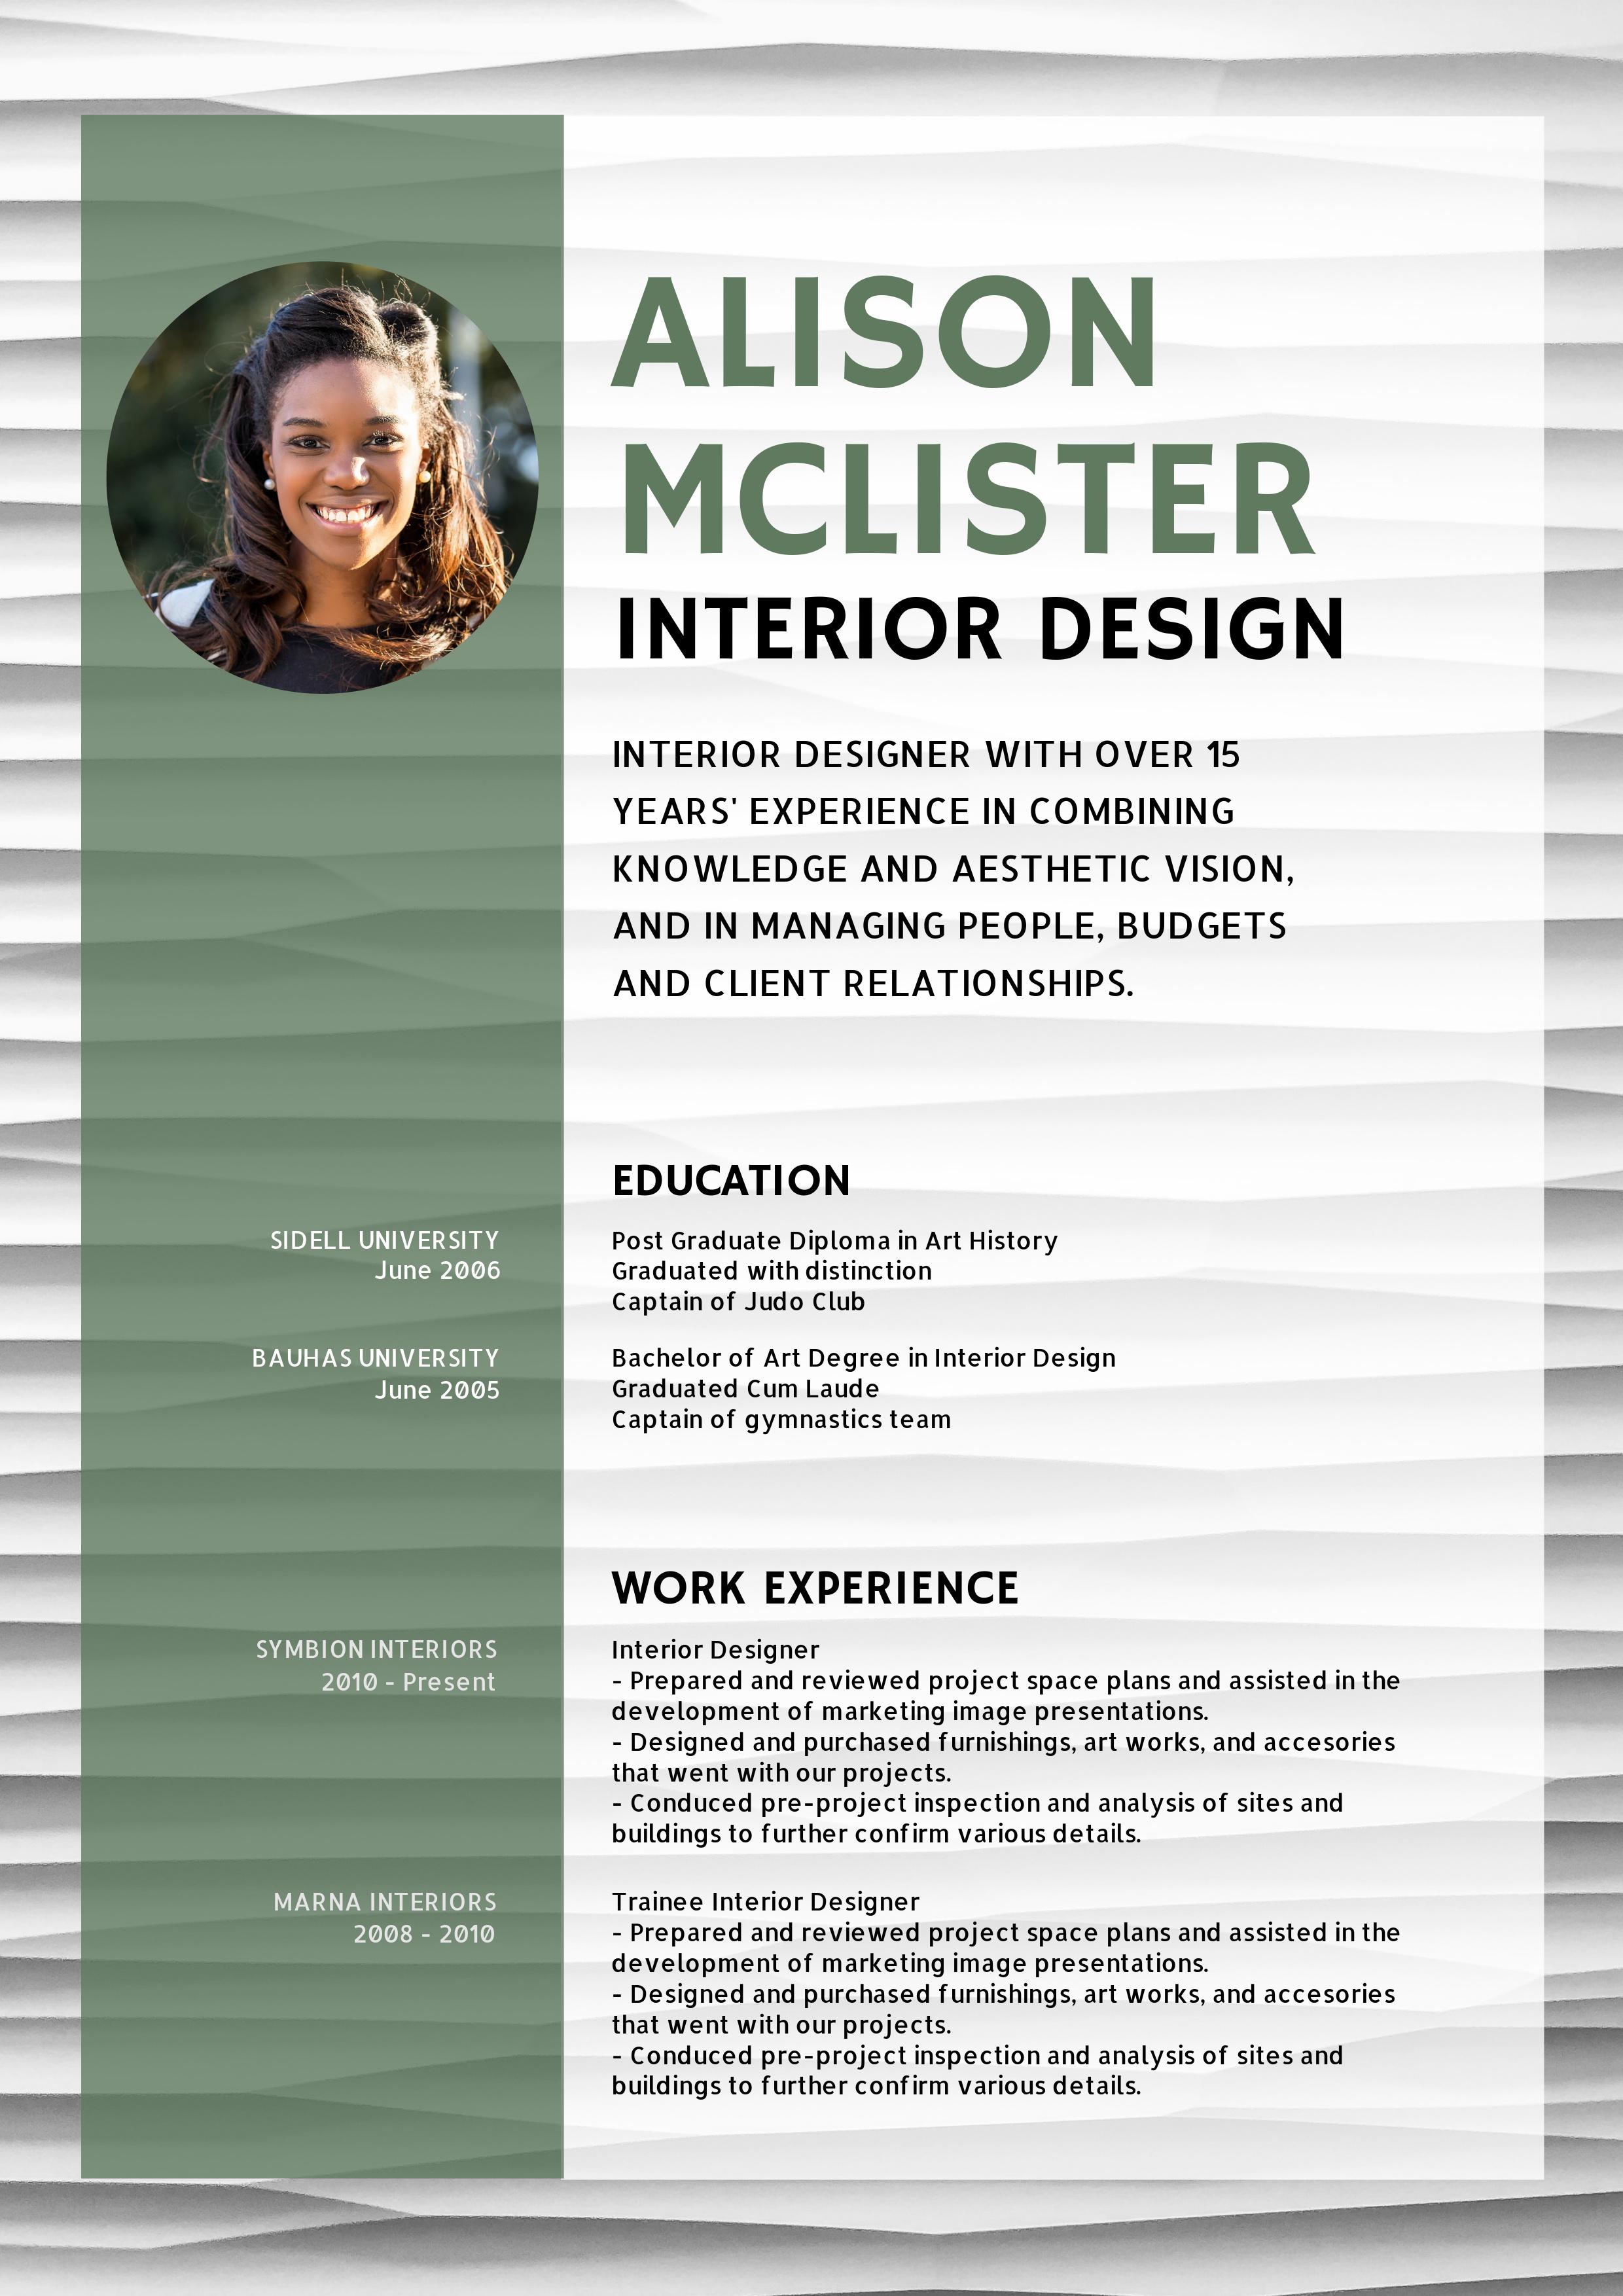 ALISON
MCLISTER
INTERIOR DESIGN
INTERIOR DESIGNER WITH OVER 15
YEARS' EXPERIENCE IN COMBINING
KNOWLEDGE AND AESTHETIC VISION,
AND IN MANAGING PEOPLE, BUDGETS
AND CLIENT RELATIONSHIPS.
EDUCATION
SIDELL UNIVERSITY
June 2006
Post Graduate Diploma in Art History
Graduated with distinction
Captain of Judo Club
BAUHAS UNIVERSITY
June 2005
Bachelor of Art Degree in Interior Design
Graduated Cum Laude
Captain of gymnastics team
WORK EXPERIENCE
SYMBION INTERIORS
2010 - Present
Interior Designer
- Prepared and reviewed project space plans and assisted in the
development of marketing image presentations.
- Designed and purchased furnishings, art works, and accesories
that went with our projects.
- Conduced pre-project inspection and analysis of sites and
buildings to further confirm various details.
MARNA INTERIORS
2008 - 2010
Trainee Interior Designer
- Prepared and reviewed project space plans and assisted in the
development of marketing image presentations.
- Designed and purchased furnishings, art works, and accesories
that went with our projects.
- Conduced pre-project inspection and analysis of sites and
buildings to further confirm various details.